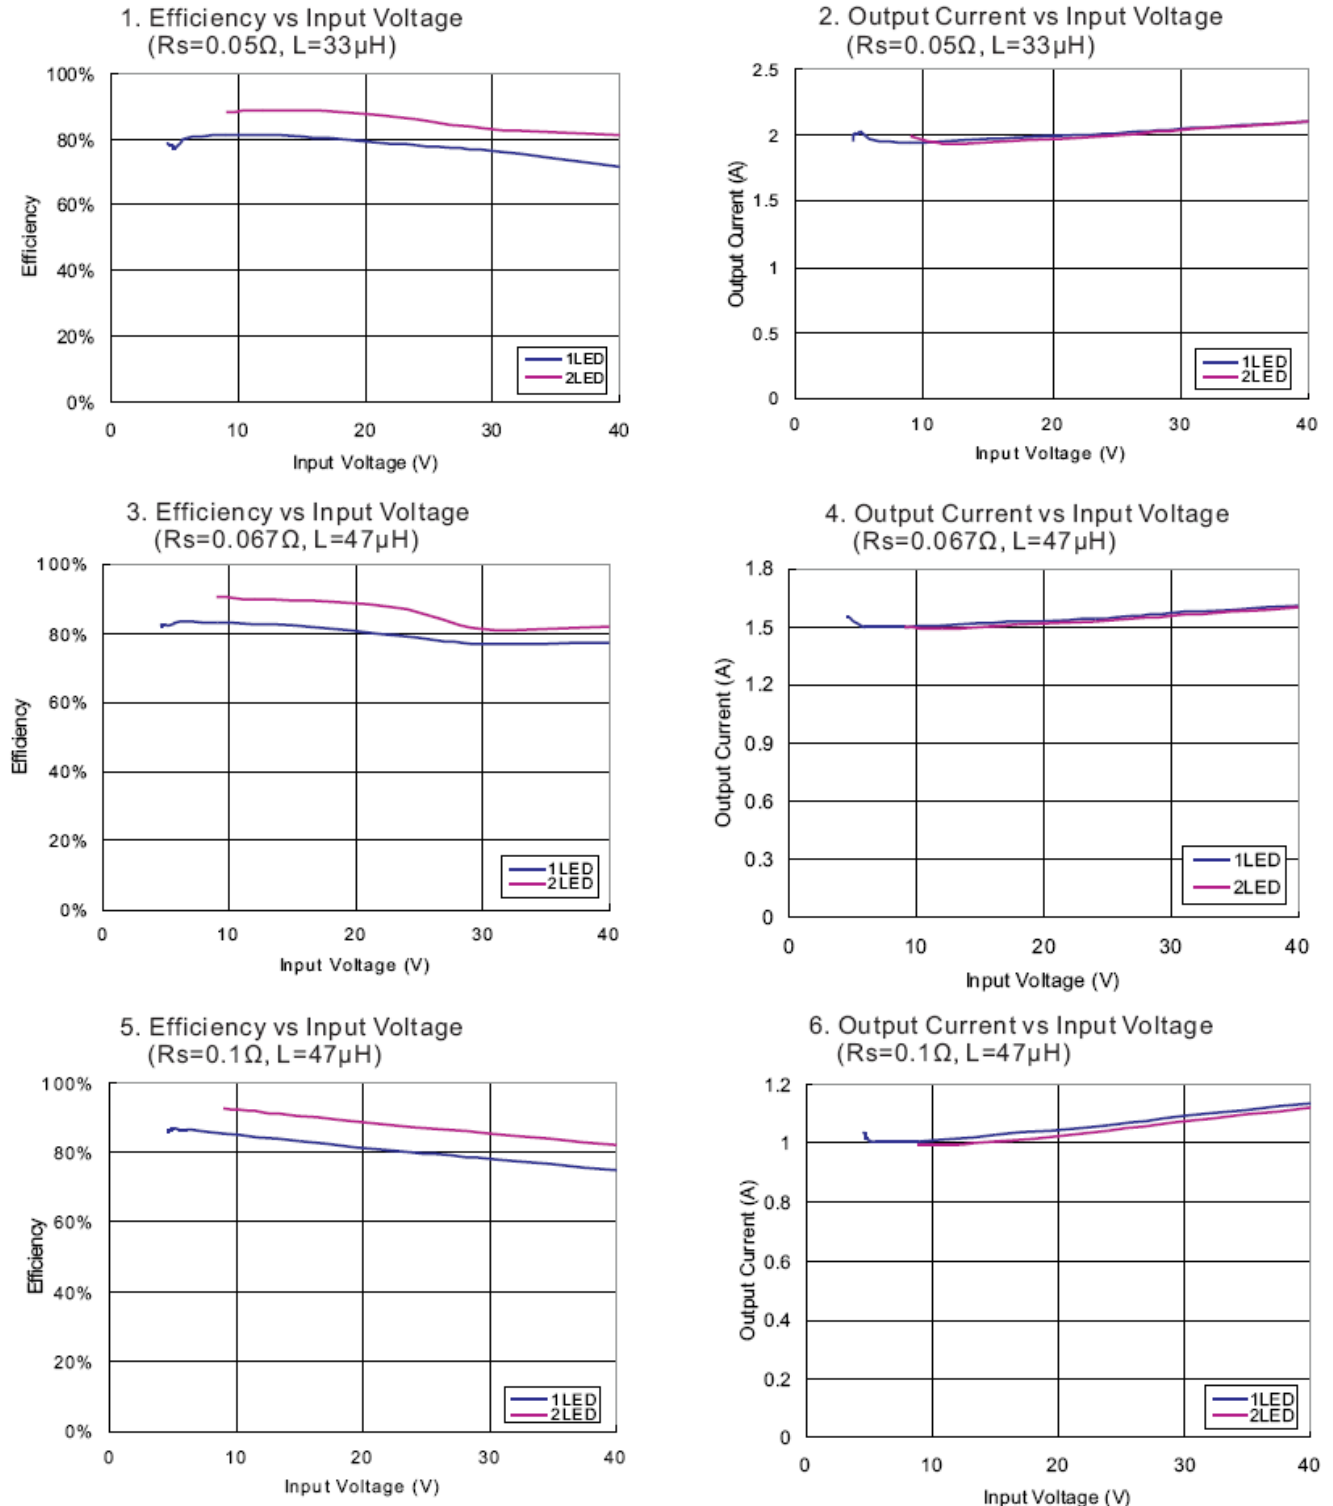 1. Efficiency vs Input Voltage
(Rs=0.05Ω, L=33µH)
100%
80%
60%
40%
20%
0%
Efficiency
1LED
2LED
0 10 20 30 40
Input Voltage (V)
2. Output Current vs Input Voltage
(Rs=0.05Ω, L=33µH)
2.5
2
1.5
1
0.5
0
Output Current (A)
1LED
2LED
0 10 20 30 40
Input Voltage (V)
3. Efficiency vs Input Voltage
(Rs=0.067Ω, L=47µH)
100%
80%
60%
40%
20%
0%
Efficiency
1LED
2LED
0 10 20 30 40
Input Voltage (V)
4. Output Current vs Input Voltage
(Rs=0.067Ω, L=47µH)
1.8
1.5
1.2
0.9
0.6
0.3
0
Output Current (A)
1LED
2LED
0 10 20 30 40
Input Voltage (V)
5. Efficiency vs Input Voltage
(Rs=0.1Ω, L=47µH)
100%
80%
60%
40%
20%
0%
Efficiency
1LED
2LED
0 10 20 30 40
Input Voltage (V)
6. Output Current vs Input Voltage
(Rs=0.1Ω, L=47µH)
1.2
1
0.8
0.6
0.4
0.2
0
Output Current (A)
1LED
2LED
0 10 20 30 40
Input Voltage (V)